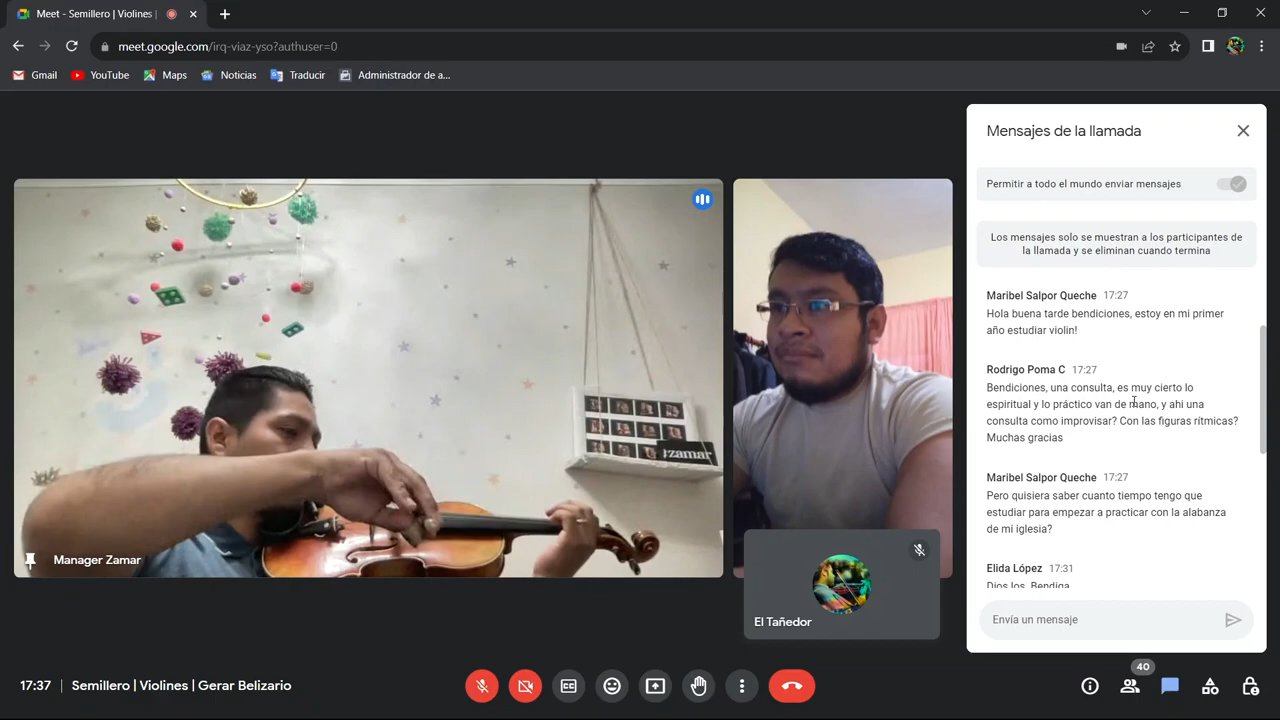 Meet - Semillero | Violines |
meet.google.com/irq-viaz-yso?authuser=0
Gmail
YouTube
Maps
Noticias
Traducir
Administrador de a...
Mensajes de la llamada
Permitir a todo el mundo enviar mensajes
Los mensajes solo se muestran a los participantes de
la llamada y se eliminan cuando termina
Maribel Salpor Queche 17:27
Hola buena tarde bendiciones, estoy en mi primer
año estudiar violin!
Rodrigo Poma C 17:27
Bendiciones, una consulta, es muy cierto lo
espiritual y lo práctico van de mano, y ahi una
consulta como improvisar? Con las figuras rítmicas?
Muchas gracias
Maribel Salpor Queche 17:27
Pero quisiera saber cuanto tiempo tengo que
estudiar para empezar a practicar con la alabanza
de mi iglesia?
Elida López 17:31
Dios los Bendiga
Envía un mensaje
zamar
Manager Zamar
El Tañedor
17:37 | Semillero | Violines | Gerar Belizario
40